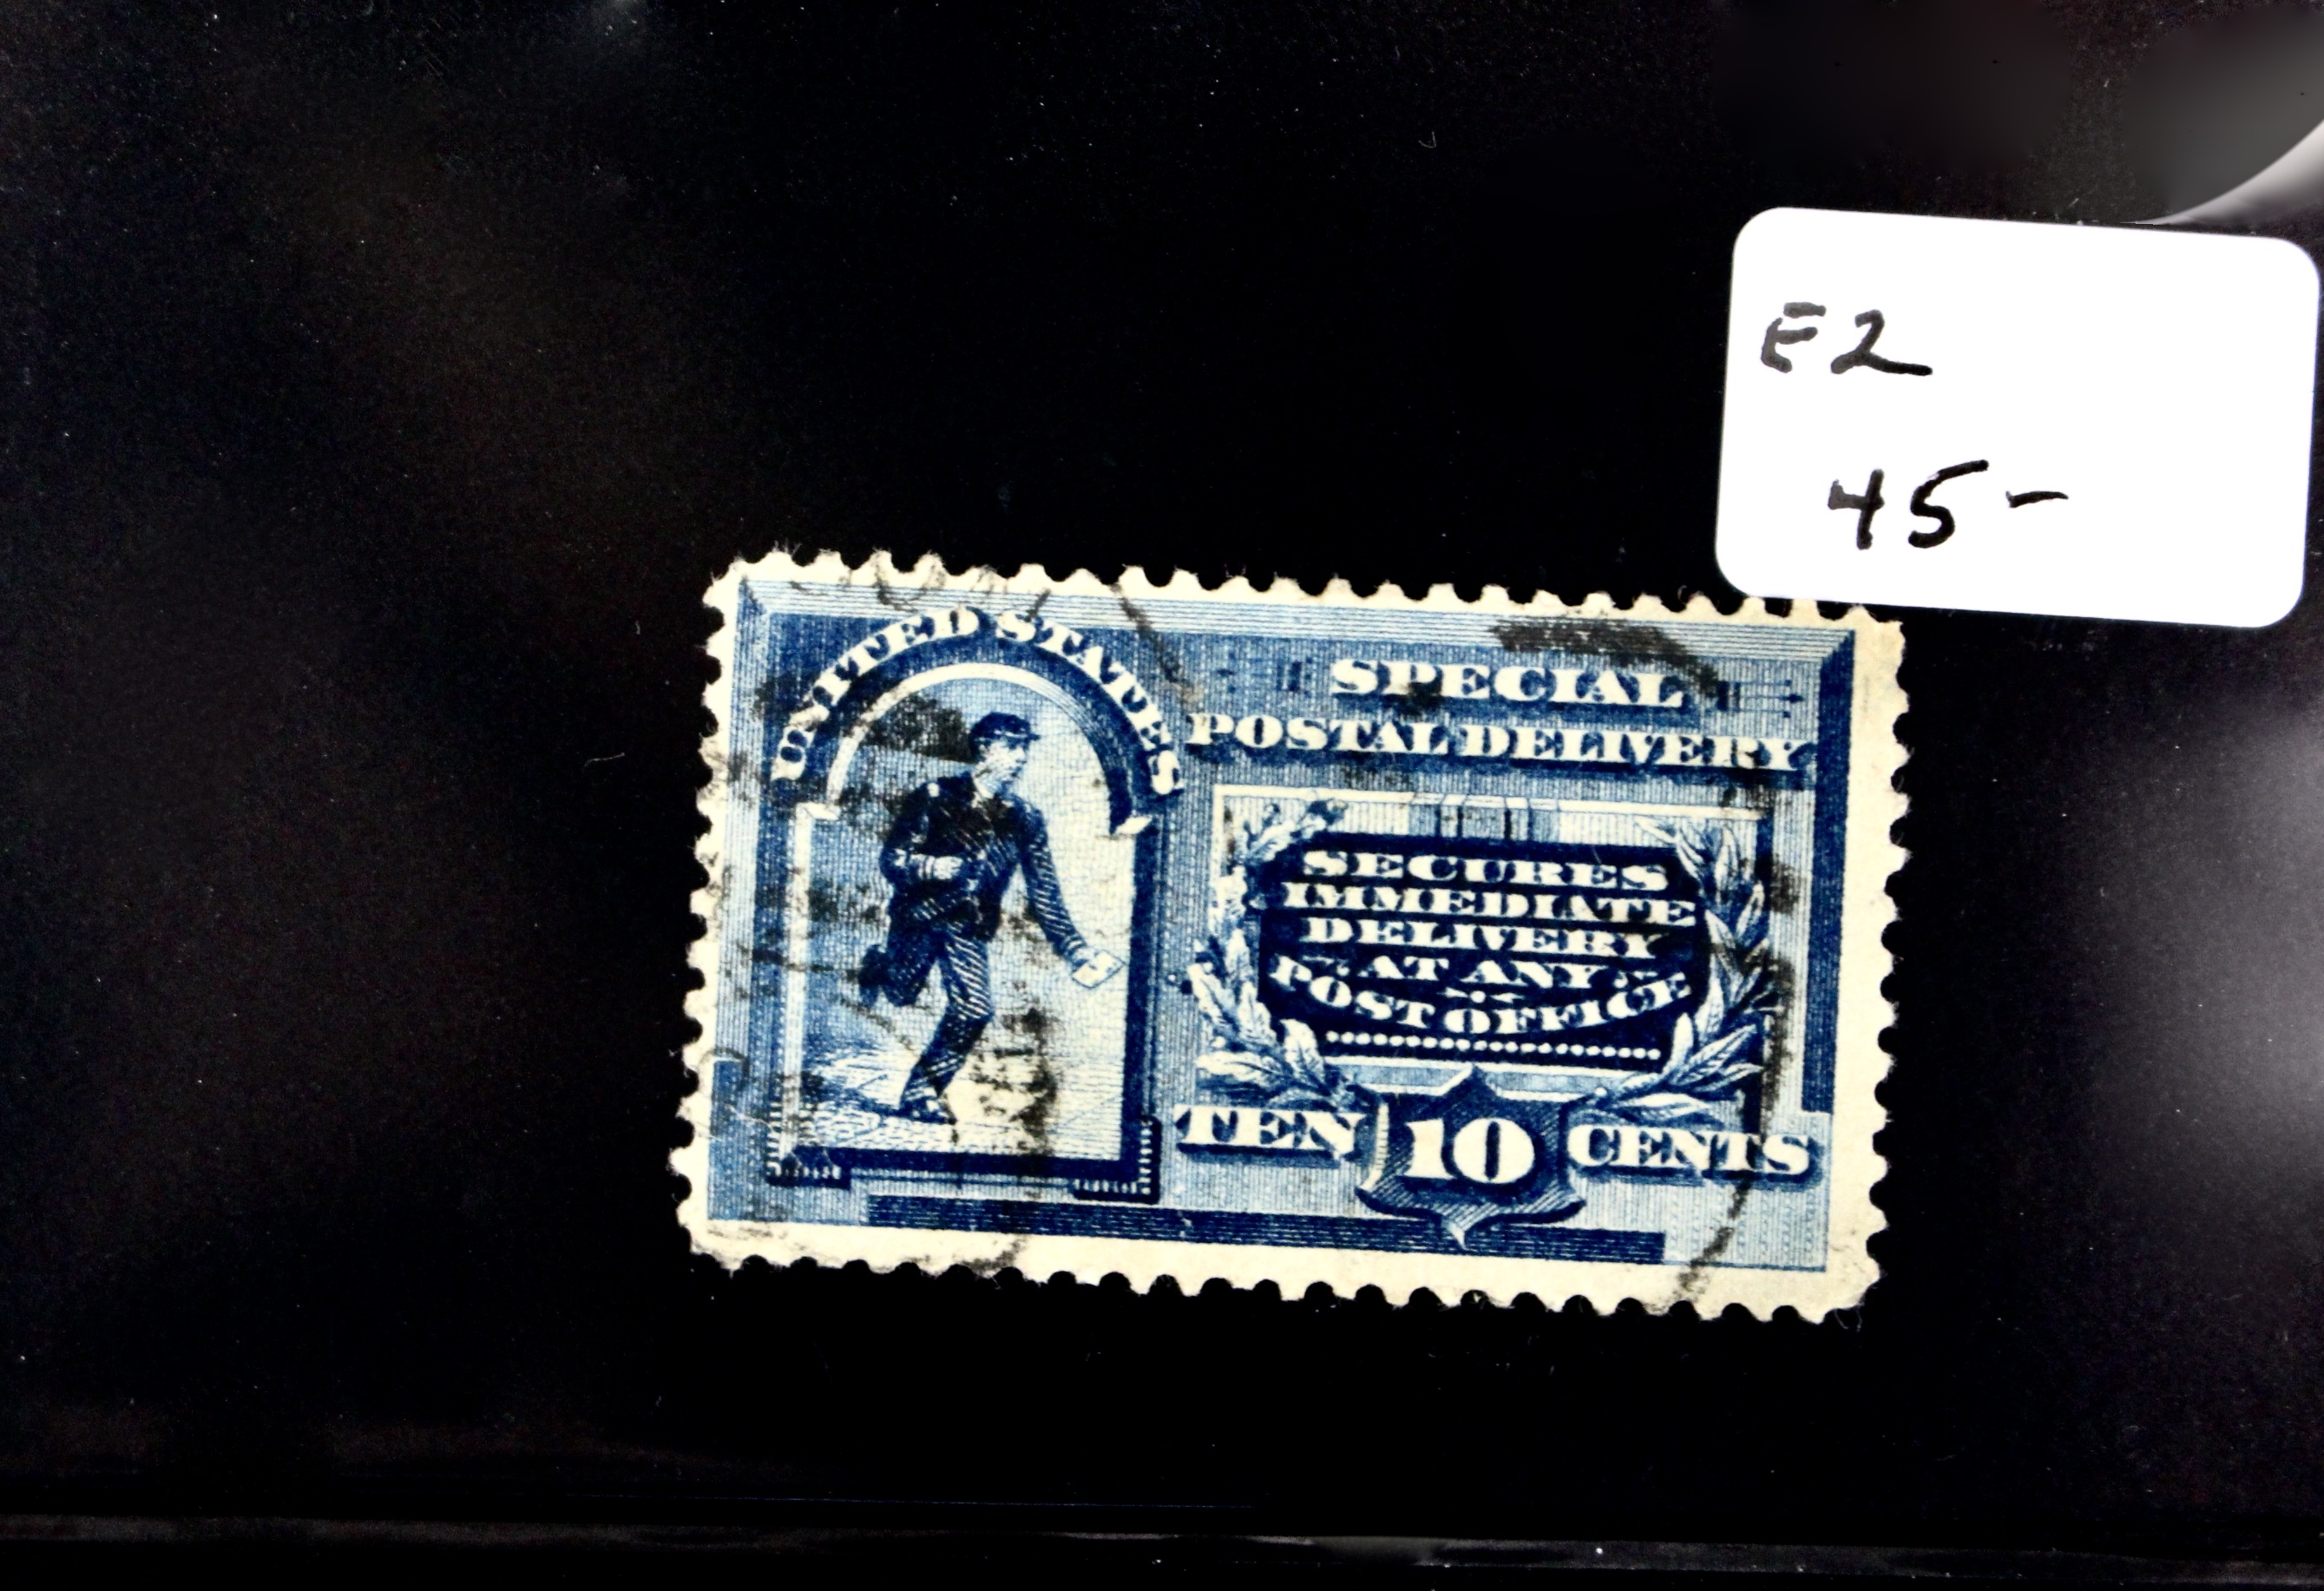 E2
45-
UNITED STATES
SPECIAL
POSTAL DELIVERY
SECURES
IMMEDIATE
DELIVERY
AT ANY
POST OFFICE
TEN 10 CENTS